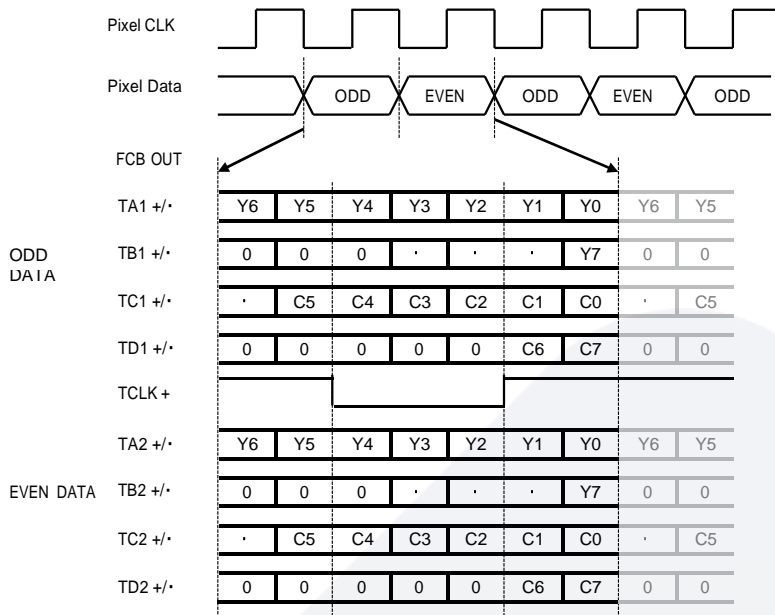 Pixel CLK
Pixel Data ODD EVEN ODD EVEN ODD
FCB OUT
TA1 +/- Y6 Y5 Y4 Y3 Y2 Y1 Y0 Y6 Y5
ODD DATA
TB1 +/- 0 0 0 · · · Y7 0 0
TC1 +/- · C5 C4 C3 C2 C1 C0 · C5
TD1 +/- 0 0 0 0 0 C6 C7 0 0
TCLK +
TA2 +/- Y6 Y5 Y4 Y3 Y2 Y1 Y0 Y6 Y5
EVEN DATA TB2 +/- 0 0 0 · · · Y7 0 0
TC2 +/- · C5 C4 C3 C2 C1 C0 · C5
TD2 +/- 0 0 0 0 0 C6 C7 0 0